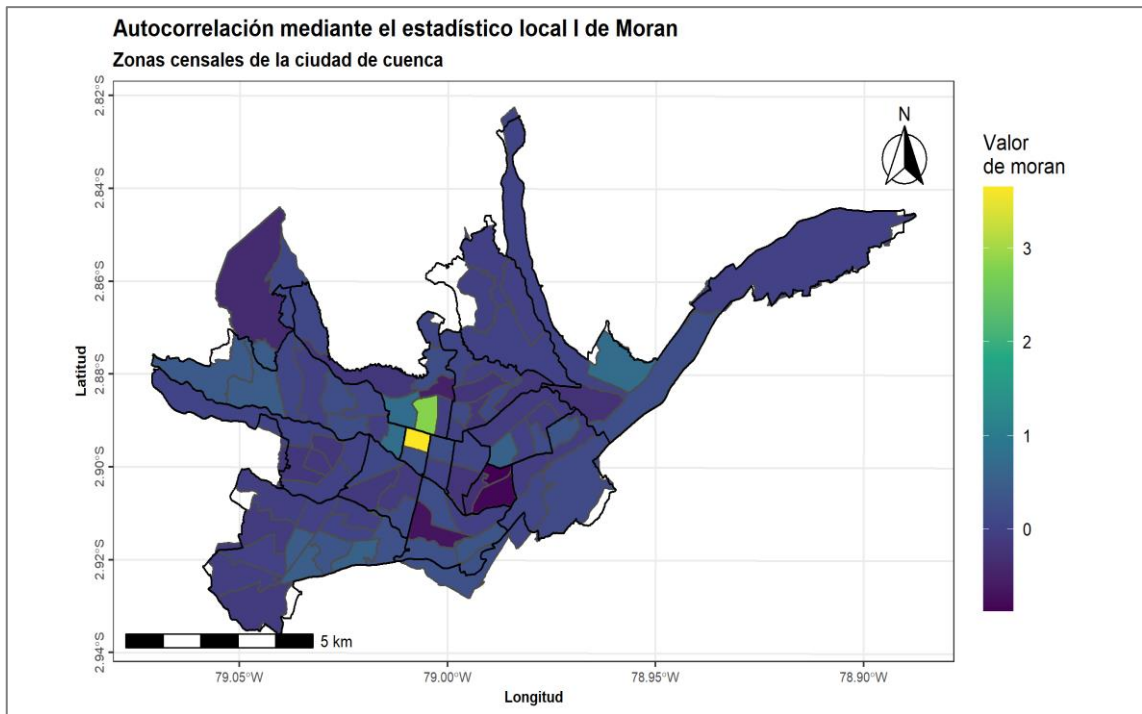 Autocorrelación mediante el estadístico local I de Moran
Zonas censales de la ciudad de cuenca
2.82°S
2.84°S
2.86°S
2.88°S
2.90°S
2.92°S
2.94°S
Latitud
N
Valor
de moran
3
2
1
0
5 km
79.05°W
79.00°W
78.95°W
78.90°W
Longitud